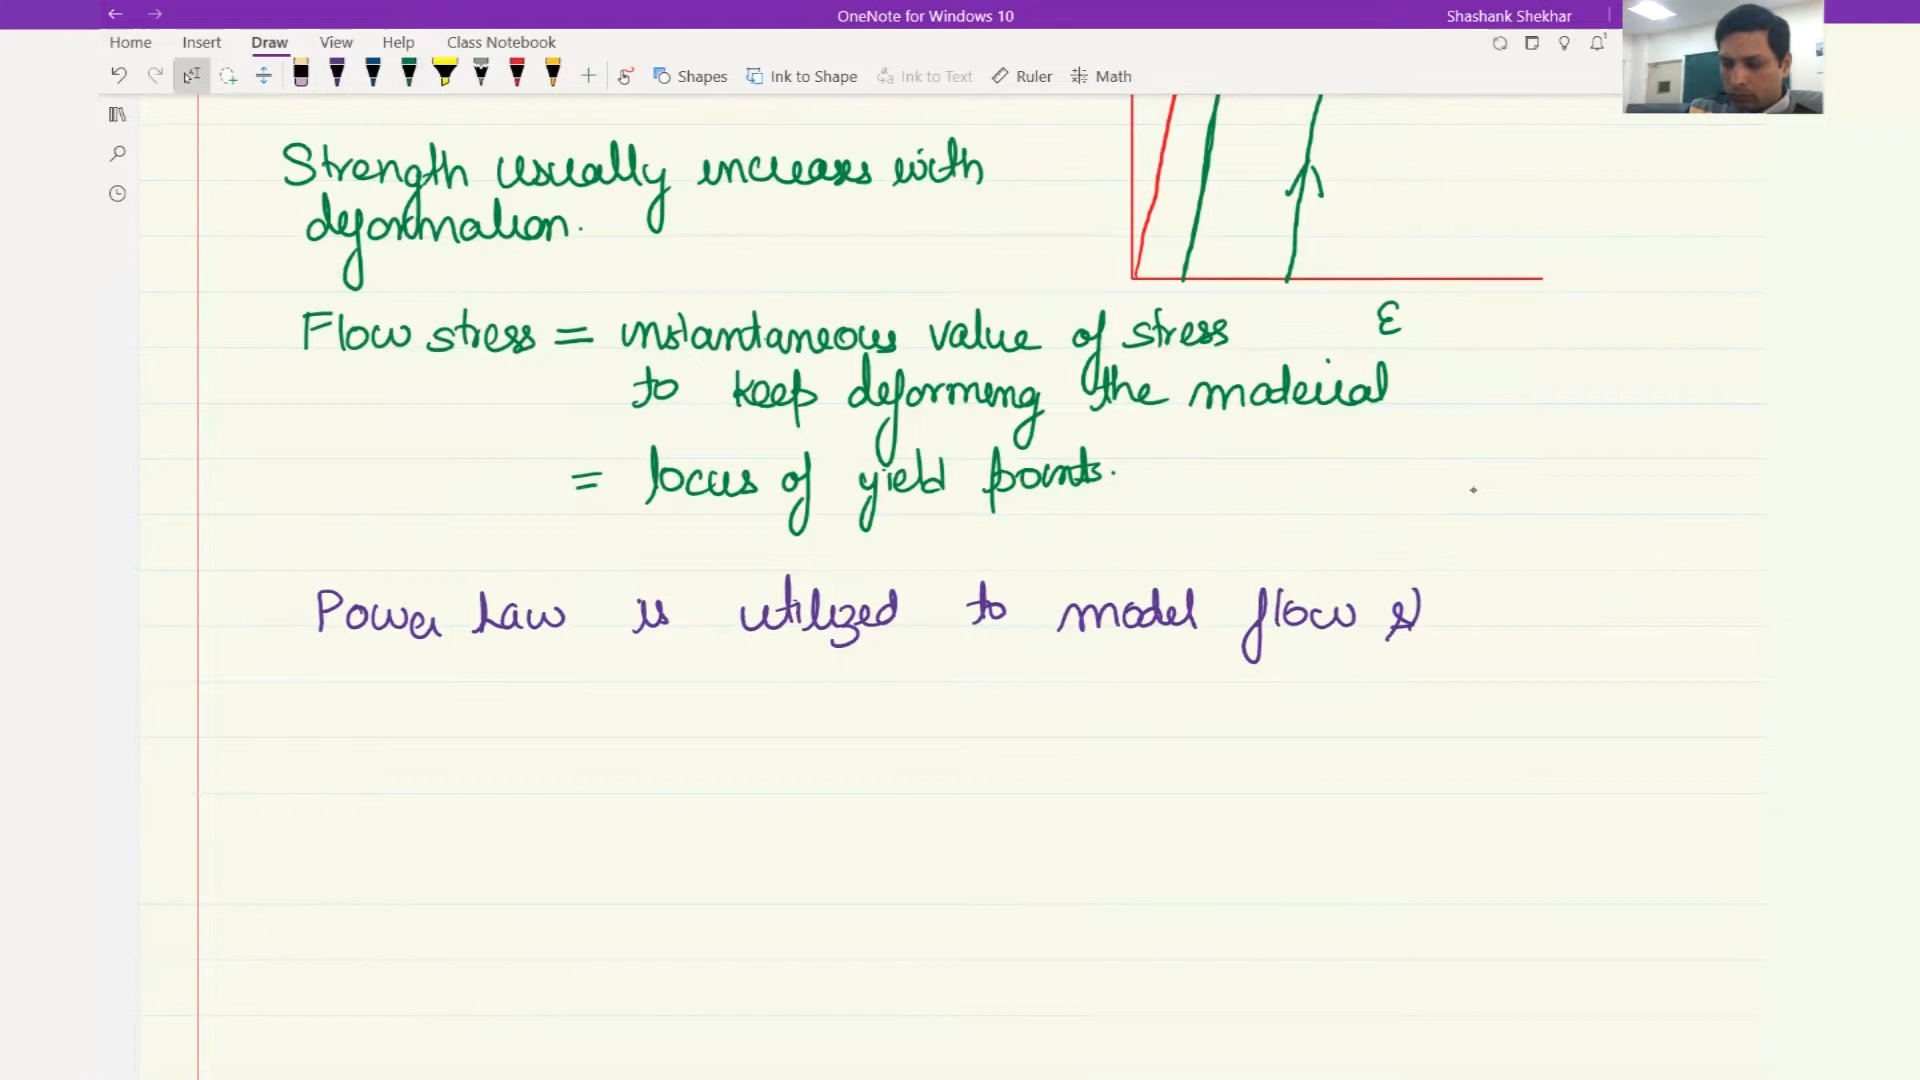 OneNote for Windows 10
Shashank Shekhar
Home Insert Draw View Help Class Notebook
Shapes Ink to Shape Ink to Text Ruler Math
Strength usually increases with
deformation.
ε
Flow stress = instantaneous value of stress
to keep deforming the material
= locus of yield points.
Power Law is utilized to model flow s